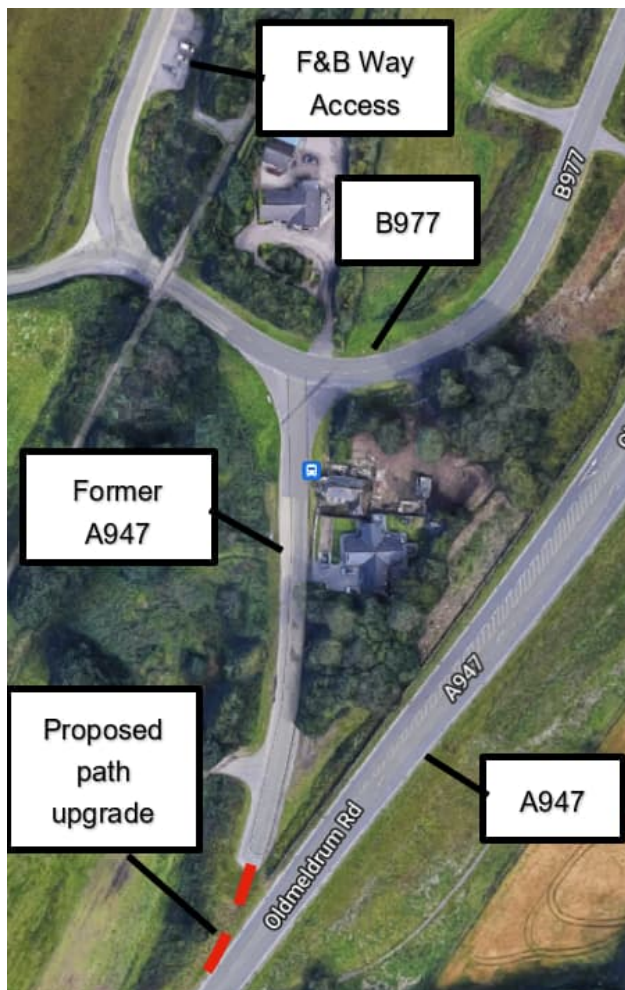 F&B Way
Access
B977
B977
Former
A947
A947
Proposed
path
upgrade
A947
Oldmeldrum Rd